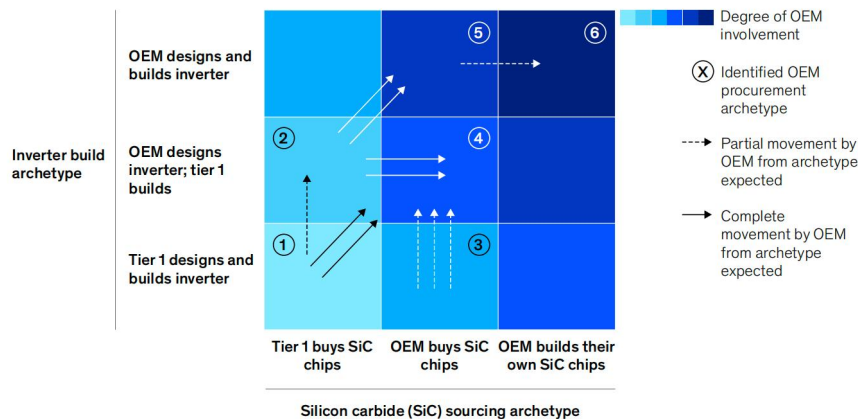 OEM designs and
builds inverter
Inverter build
archetype
OEM designs
inverter; tier 1
builds
Tier 1 designs and
builds inverter
5
6
2
4
1
3
Tier 1 buys SiC
chips
OEM buys SiC
chips
OEM builds their
own SiC chips
Silicon carbide (SiC) sourcing archetype
Degree of OEM
involvement
X
Identified OEM
procurement
archetype
Partial movement by
OEM from archetype
expected
Complete
movement by OEM
from archetype
expected